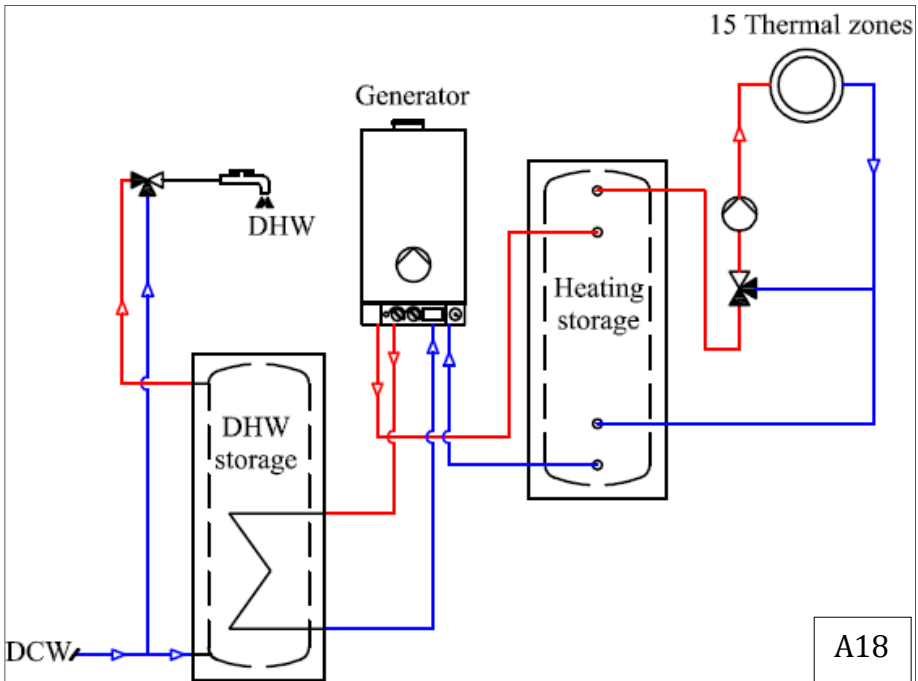 15 Thermal zones
Generator
DHW
Heating
storage
DHW
storage
DCW
A18